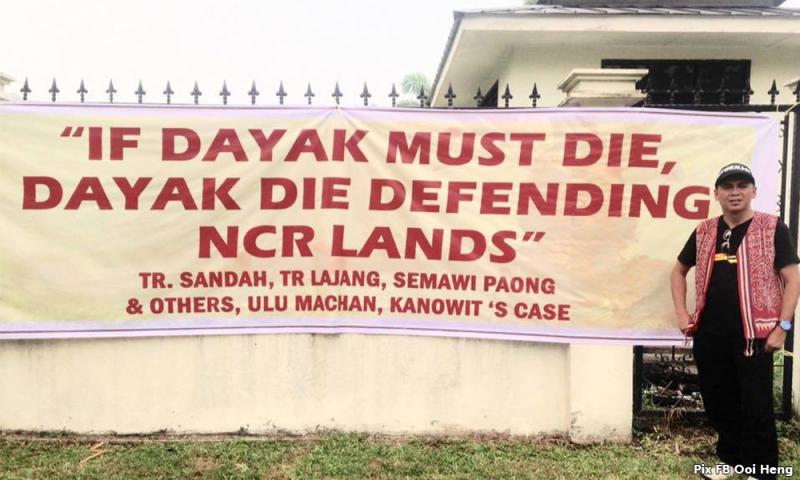 “IF DAYAK MUST DIE,
DAYAK DIE DEFENDING
NCR LANDS”
TR. SANDAH, TR LAJANG, SEMAWI PAONG
& OTHERS, ULU MACHAN, KANOWIT ‘S CASE
Pix FB Ooi Heng